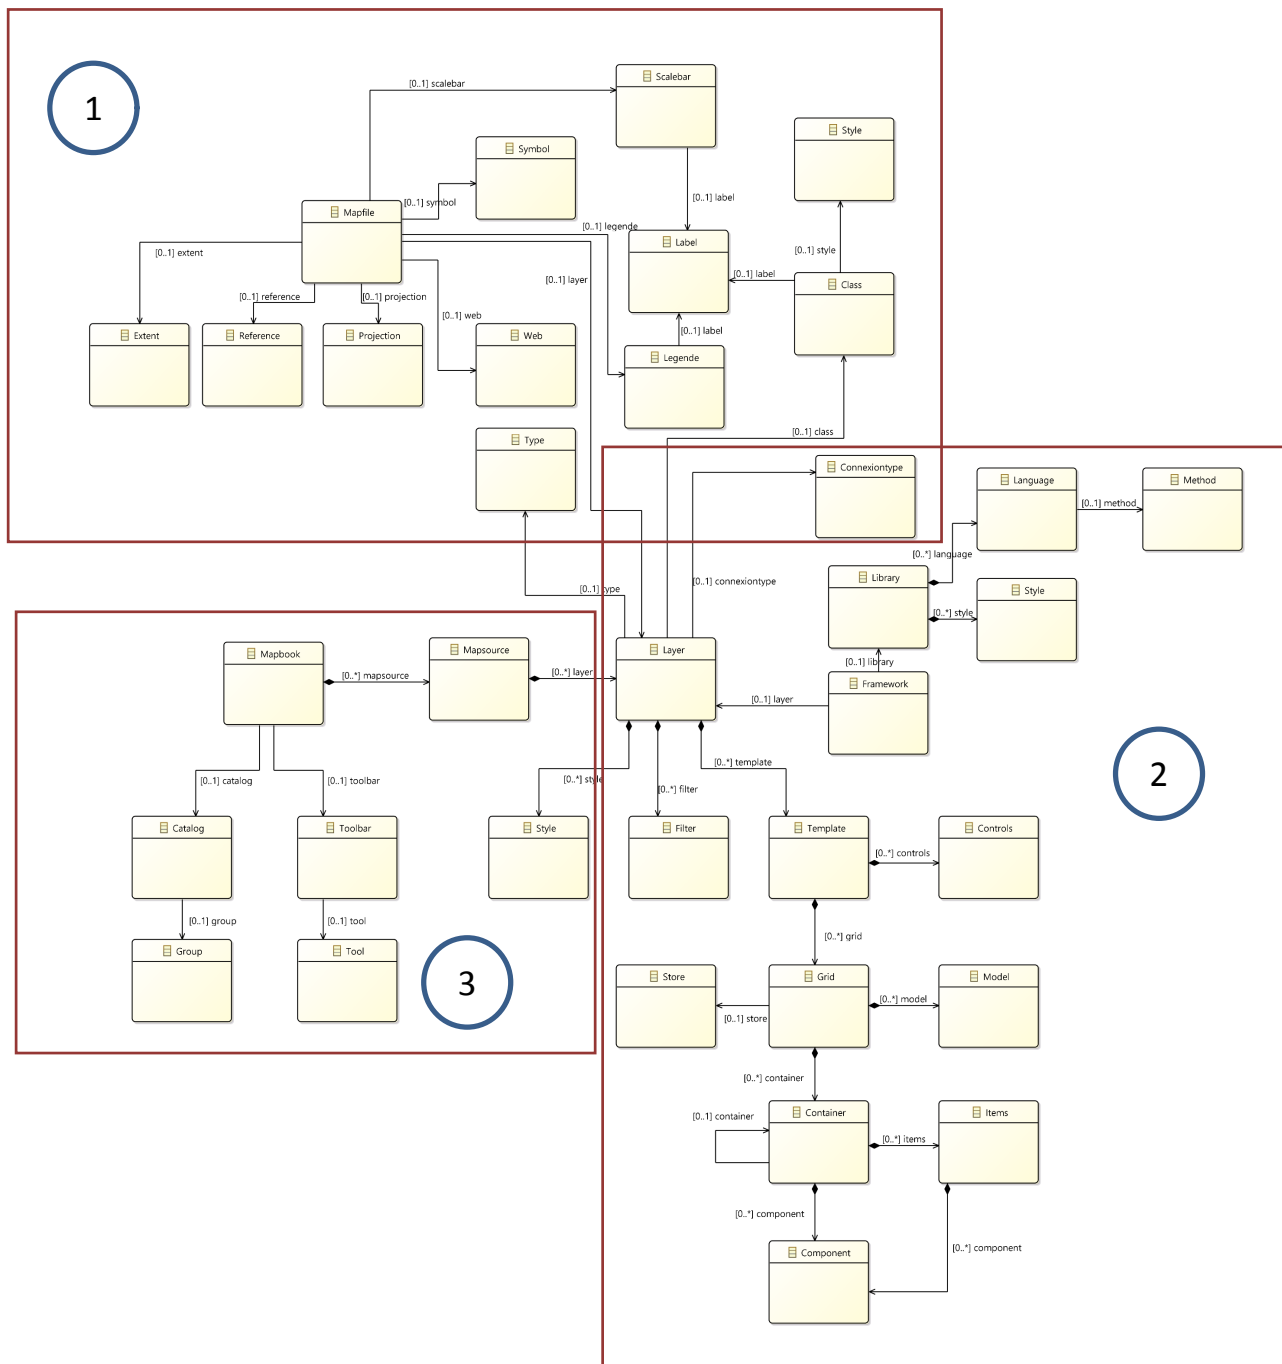 [0..1] scalebar
Scalebar
1
Symbol
Style
[0..1] symbol
[0..1] label
Mapfile
[0..1] legende
Label
[0..1] extent
[0..1] style
[0..1] layer
[0..1] label
Class
[0..1] reference
[0..1] projection
[0..1] web
[0..1] label
Extent
Reference
Projection
Web
Legende
Type
[0..1] class
Connexiontype
Language
Method
[0..1] method
[0..*] language
Library
[0..1] connexiontype
[0..1] type
Style
[0..*] style
Mapbook
Mapsource
Layer
[0..1] library
[0..*] mapsource
[0..*] layer
Framework
[0..1] layer
2
[0..1] catalog
[0..1] toolbar
[0..*] style
[0..*] filter
[0..*] template
Catalog
Toolbar
Style
Filter
Template
Controls
[0..*] controls
[0..1] group
[0..1] tool
[0..*] grid
Group
Tool
3
Store
Grid
Model
[0..*] model
[0..1] store
[0..*] container
[0..1] container
Container
Items
[0..*] items
[0..*] component
[0..*] component
Component